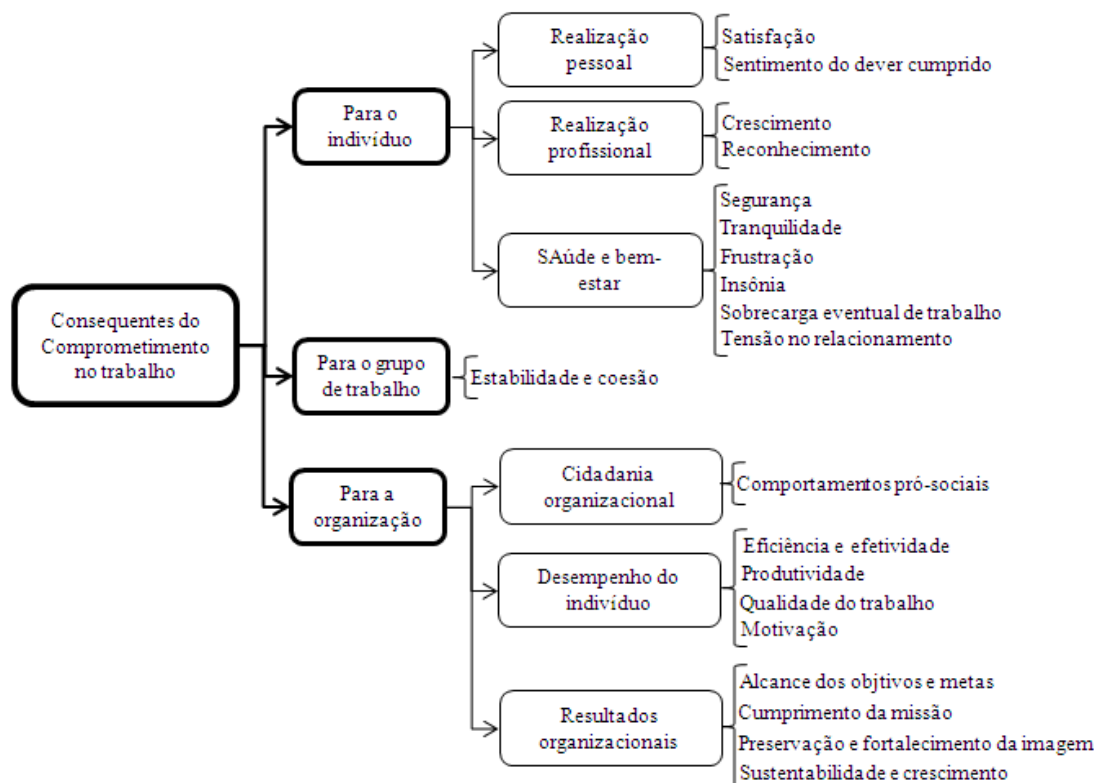 Consequentes do
Comprometimento
no trabalho
Para o
indivíduo
Realização
pessoal
Satisfação
Sentimento do dever cumprido
Realização
profissional
Crescimento
Reconhecimento
SAúde e bem-
estar
Segurança
Tranquilidade
Frustração
Insônia
Sobrecarga eventual de trabalho
Tensão no relacionamento
Para o grupo
de trabalho
Estabilidade e coesão
Para a
organização
Cidadania
organizacional
Comportamentos pró-sociais
Desempenho do
indivíduo
Eficiência e efetividade
Produtividade
Qualidade do trabalho
Motivação
Resultados
organizacionais
Alcance dos objtivos e metas
Cumprimento da missão
Preservação e fortalecimento da imagem
Sustentabilidade e crescimento